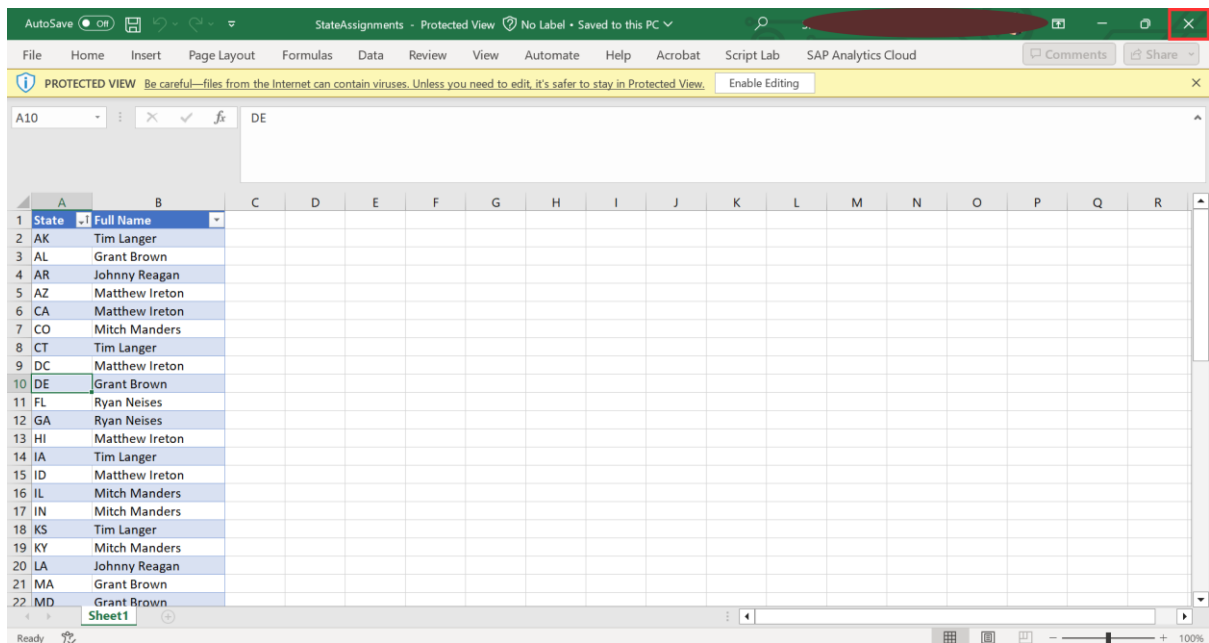 AutoSave Off StateAssignments - Protected View No Label • Saved to this PC
File Home Insert Page Layout Formulas Data Review View Automate Help Acrobat Script Lab SAP Analytics Cloud Comments Share
PROTECTED VIEW Be careful—files from the Internet can contain viruses. Unless you need to edit, it's safer to stay in Protected View. Enable Editing
A10 fx DE
A B C D E F G H I J K L M N O P Q R
1 State Full Name
2 AK Tim Langer
3 AL Grant Brown
4 AR Johnny Reagan
5 AZ Matthew Ireton
6 CA Matthew Ireton
7 CO Mitch Manders
8 CT Tim Langer
9 DC Matthew Ireton
10 DE Grant Brown
11 FL Ryan Neises
12 GA Ryan Neises
13 HI Matthew Ireton
14 IA Tim Langer
15 ID Matthew Ireton
16 IL Mitch Manders
17 IN Mitch Manders
18 KS Tim Langer
19 KY Mitch Manders
20 LA Johnny Reagan
21 MA Grant Brown
22 MD Grant Brown
Sheet1
Ready 100%